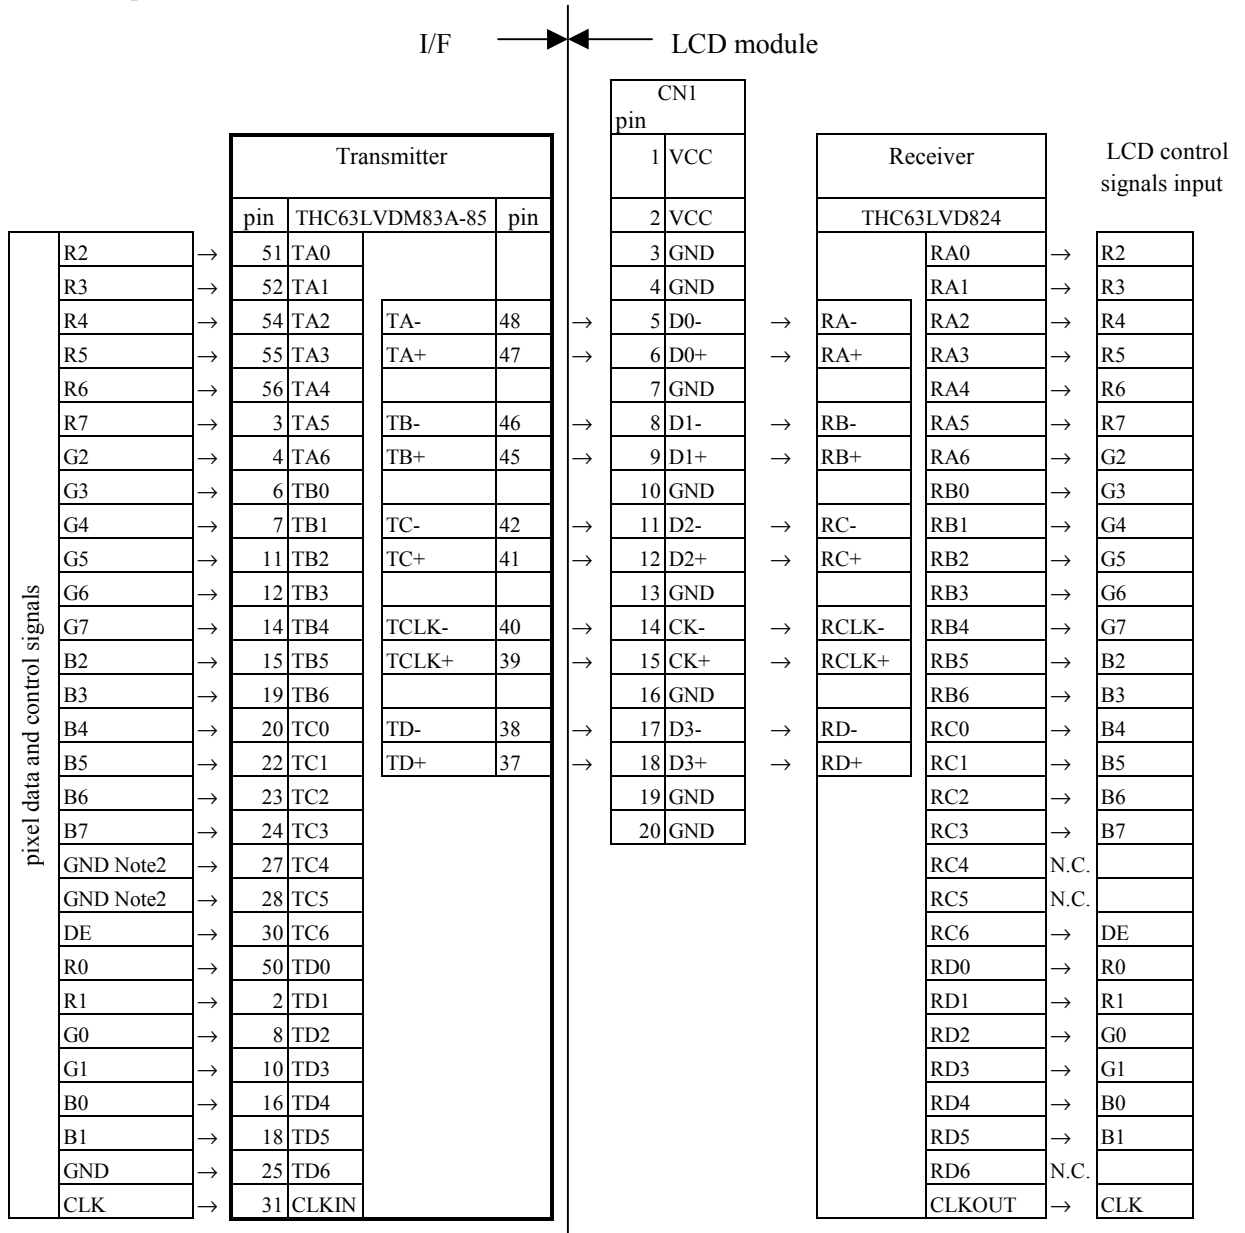 I/F LCD module
CN1
pin
Transmitter 1 VCC Receiver LCD control
signals input
pin THC63LVDM83A-85 pin 2 VCC THC63LVD824
pixel data and control signals
R2 → 51 TA0 3 GND RA0 → R2
R3 → 52 TA1 4 GND RA1 → R3
R4 → 54 TA2 TA- 48 → 5 D0- → RA- RA2 → R4
R5 → 55 TA3 TA+ 47 → 6 D0+ → RA+ RA3 → R5
R6 → 56 TA4 7 GND RA4 → R6
R7 → 3 TA5 TB- 46 → 8 D1- → RB- RA5 → R7
G2 → 4 TA6 TB+ 45 → 9 D1+ → RB+ RA6 → G2
G3 → 6 TB0 10 GND RB0 → G3
G4 → 7 TB1 TC- 42 → 11 D2- → RC- RB1 → G4
G5 → 11 TB2 TC+ 41 → 12 D2+ → RC+ RB2 → G5
G6 → 12 TB3 13 GND RB3 → G6
G7 → 14 TB4 TCLK- 40 → 14 CK- → RCLK- RB4 → G7
B2 → 15 TB5 TCLK+ 39 → 15 CK+ → RCLK+ RB5 → B2
B3 → 19 TB6 16 GND RB6 → B3
B4 → 20 TC0 TD- 38 → 17 D3- → RD- RC0 → B4
B5 → 22 TC1 TD+ 37 → 18 D3+ → RD+ RC1 → B5
B6 → 23 TC2 19 GND RC2 → B6
B7 → 24 TC3 20 GND RC3 → B7
GND Note2 → 27 TC4 RC4 N.C.
GND Note2 → 28 TC5 RC5 N.C.
DE → 30 TC6 RC6 → DE
R0 → 50 TD0 RD0 → R0
R1 → 2 TD1 RD1 → R1
G0 → 8 TD2 RD2 → G0
G1 → 10 TD3 RD3 → G1
B0 → 16 TD4 RD4 → B0
B1 → 18 TD5 RD5 → B1
GND → 25 TD6 RD6 N.C.
CLK → 31 CLKIN CLKOUT → CLK